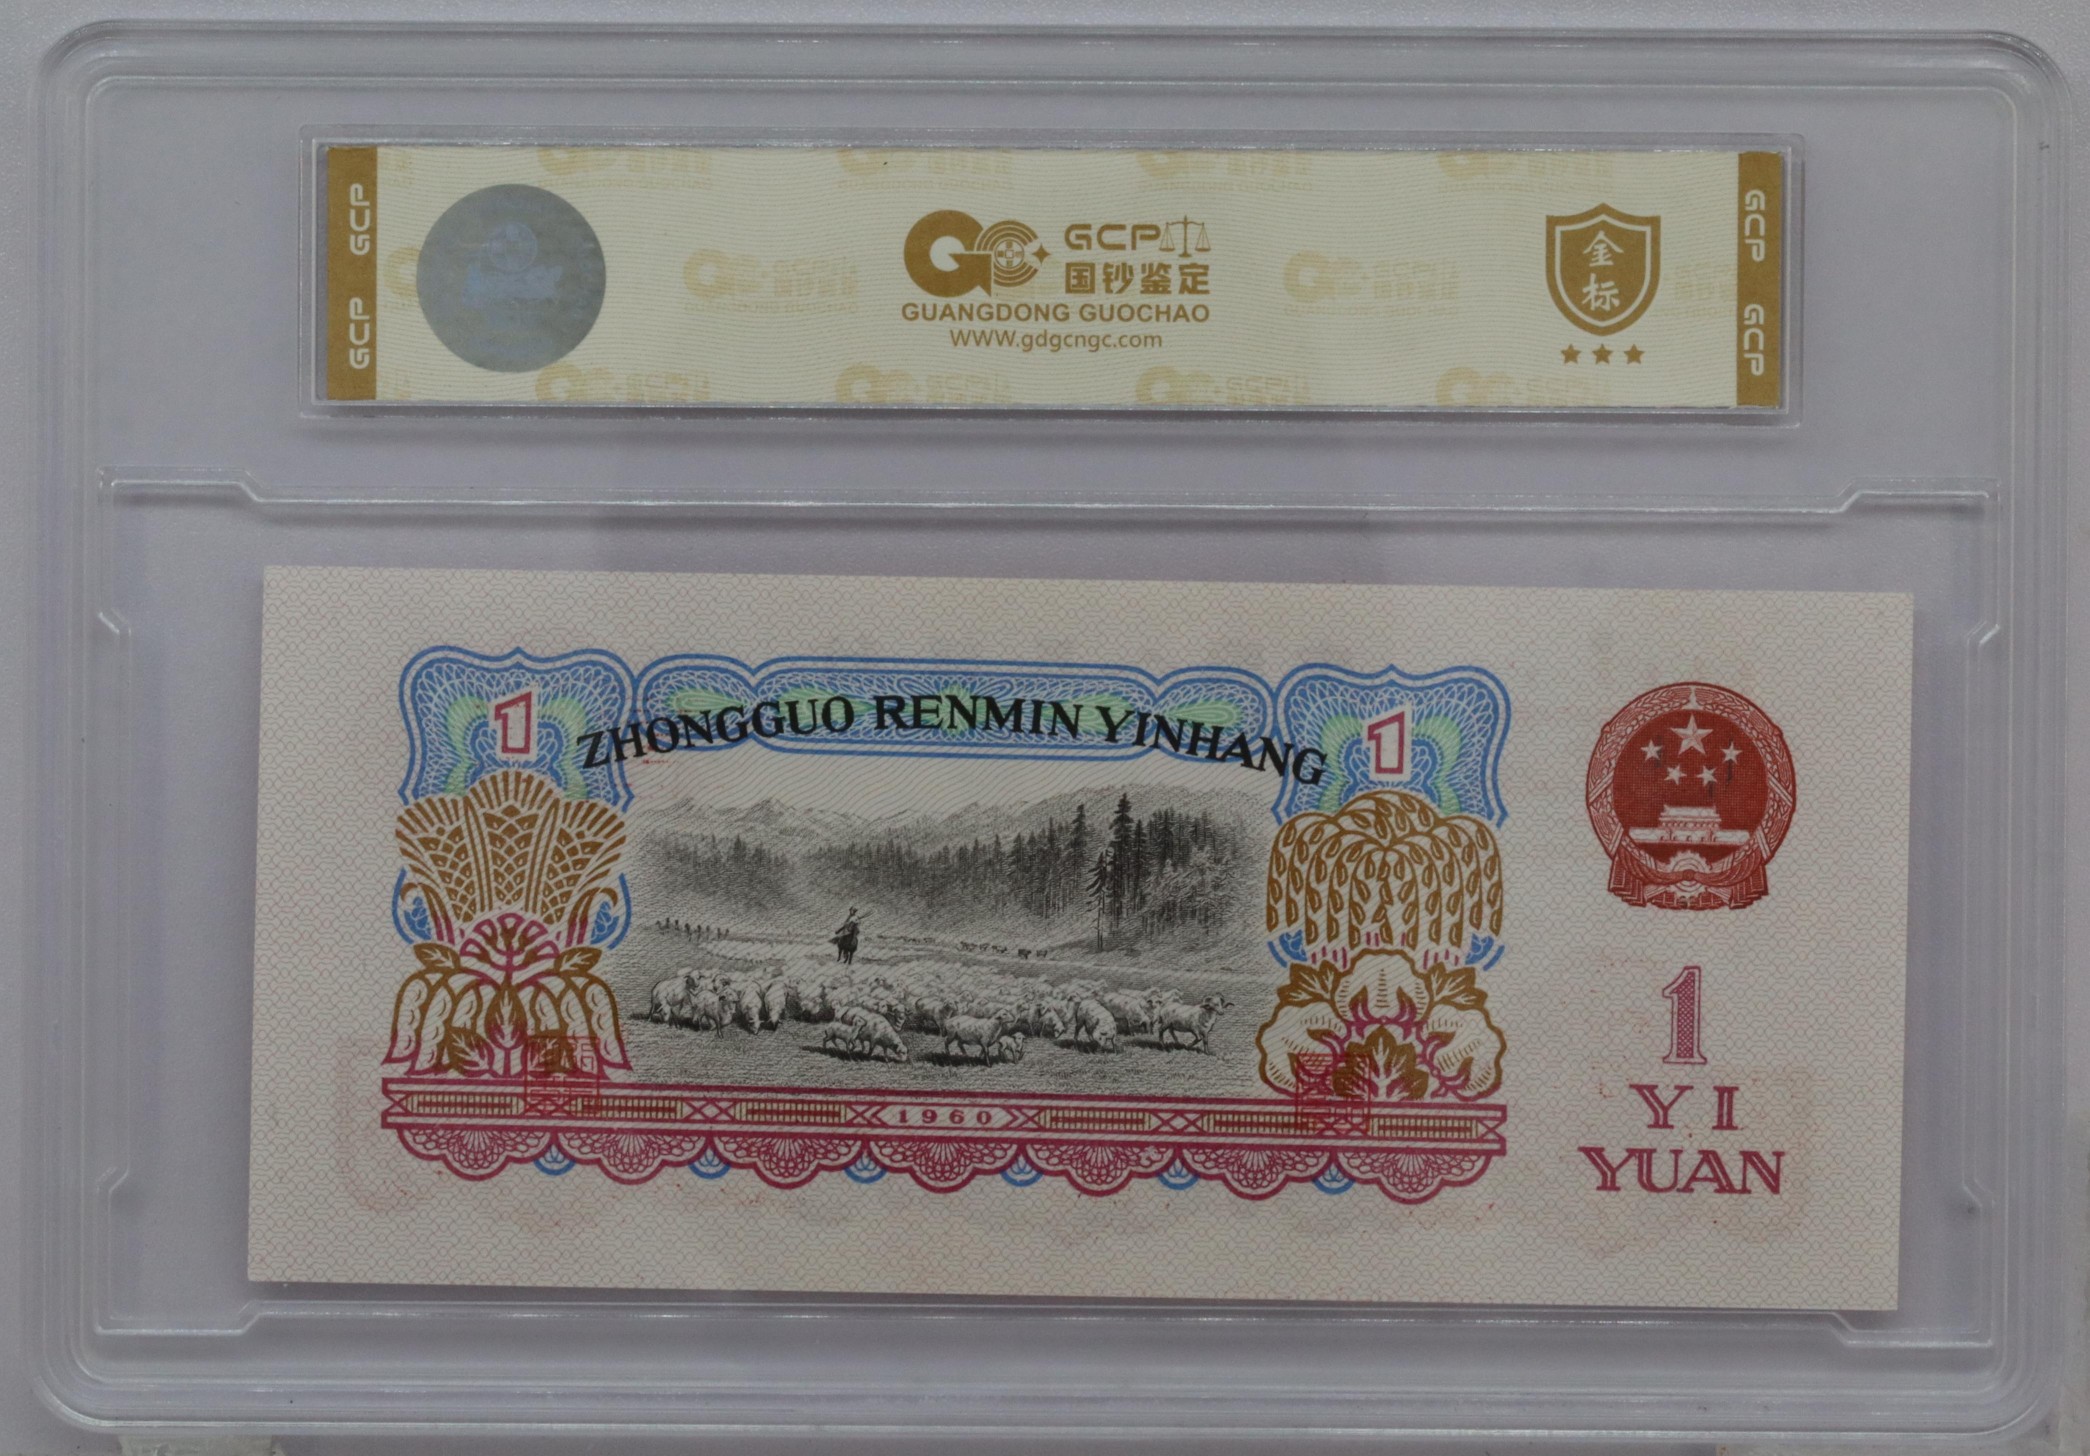 GCP GCP
GCP
国钞鉴定
GUANGDONG GUOCHAO
WWW.gdgcngc.com
金
标
GCP GCP
ZHONGGUO RENMIN YINHANG
1
1
1960
1
YI
YUAN